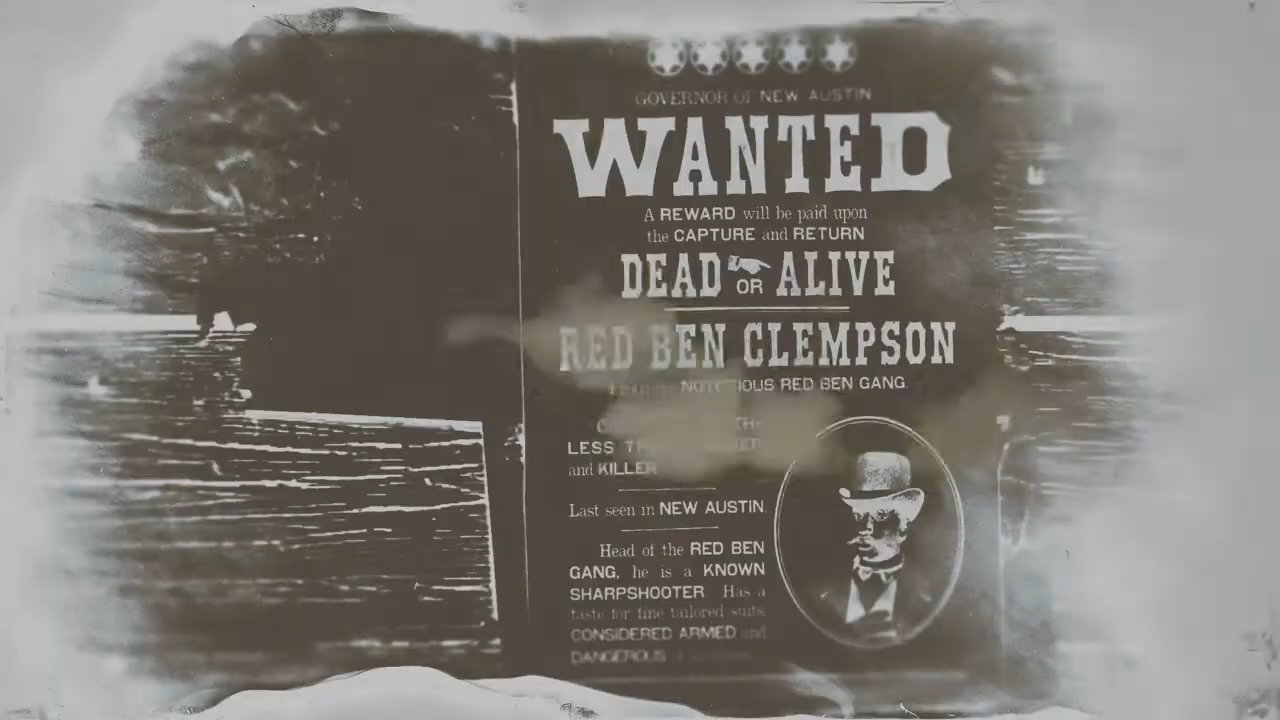 GOVERNOR OF NEW AUSTIN
WANTED
A REWARD will be paid upon
the CAPTURE and RETURN
DEAD OR ALIVE
RED BEN CLEMPSON
RED BEN GANG.
LESS
and KILLER
Last seen in NEW AUSTIN.
Head of the RED BEN
GANG, he is a KNOWN
SHARPSHOOTER Has a
taste for fine tailored suits.
CONSIDERED ARMED and
DANGEROUS